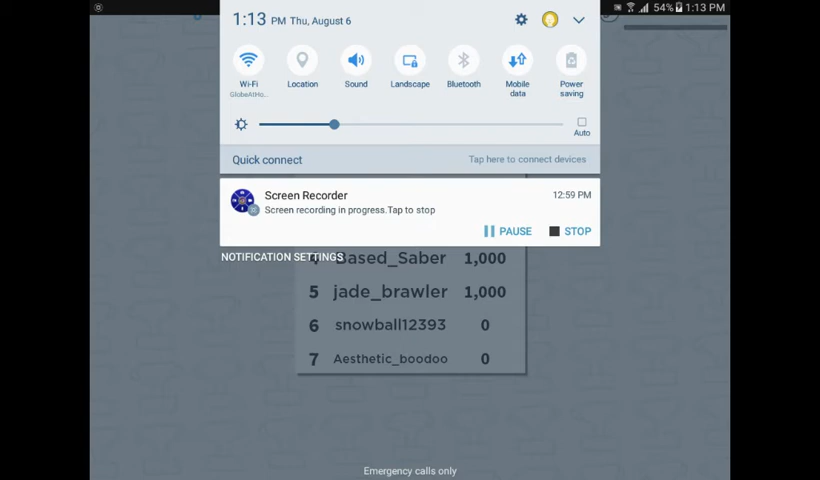 54% 1:13 PM
1:13 PM Thu, August 6
Wi-Fi Location Sound Landscape Bluetooth Mobile data Power saving
GlobeAtHo...
Auto
Quick connect Tap here to connect devices
Screen Recorder 12:59 PM
Screen recording in progress.Tap to stop
PAUSE STOP
NOTIFICATION SETTINGS
4 Based_Saber 1,000
5 jade_brawler 1,000
6 snowball12393 0
7 Aesthetic_boodoo 0
Emergency calls only